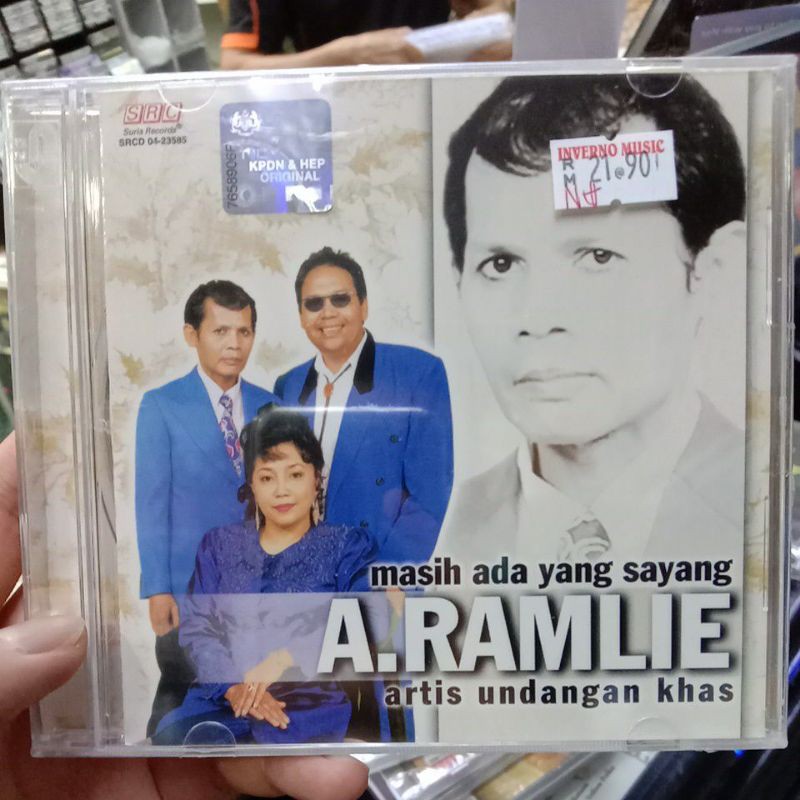 SRC
Suria Records®
SRCD 04-23585
7658906F
KPDN & HEP
ORIGINAL
INVERNO MUSIC
RM 21.90
masih ada yang sayang
A.RAMLIE
artis undangan khas